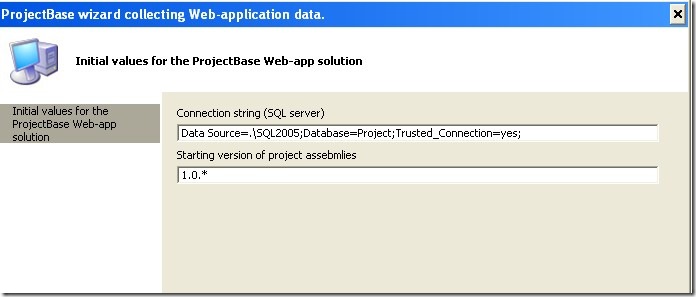 ProjectBase wizard collecting Web-application data.
Initial values for the ProjectBase Web-app solution
Initial values for the
ProjectBase Web-app
solution
Connection string (SQL server)
Data Source=.\SQL2005;Database=Project;Trusted_Connection=yes;
Starting version of project assebmlies
1.0.*